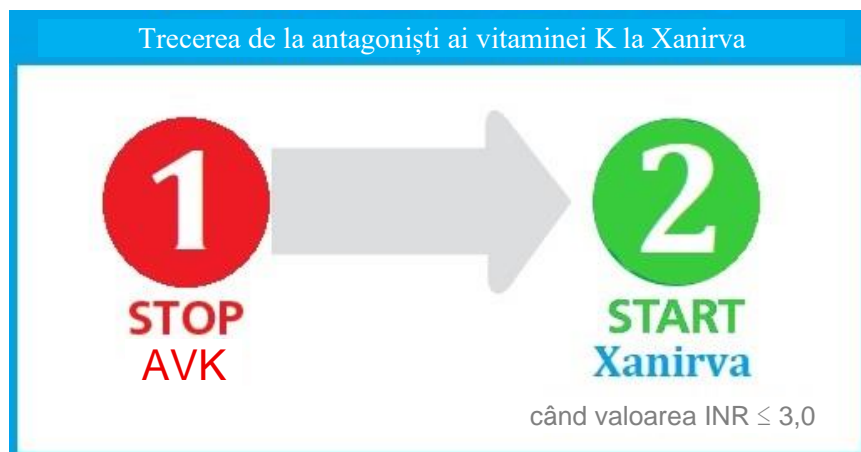 Trecerea de la antagoniști ai vitaminei K la Xanirva
1
2
STOP
AVK
START
Xanirva
când valoarea INR ≤ 3,0